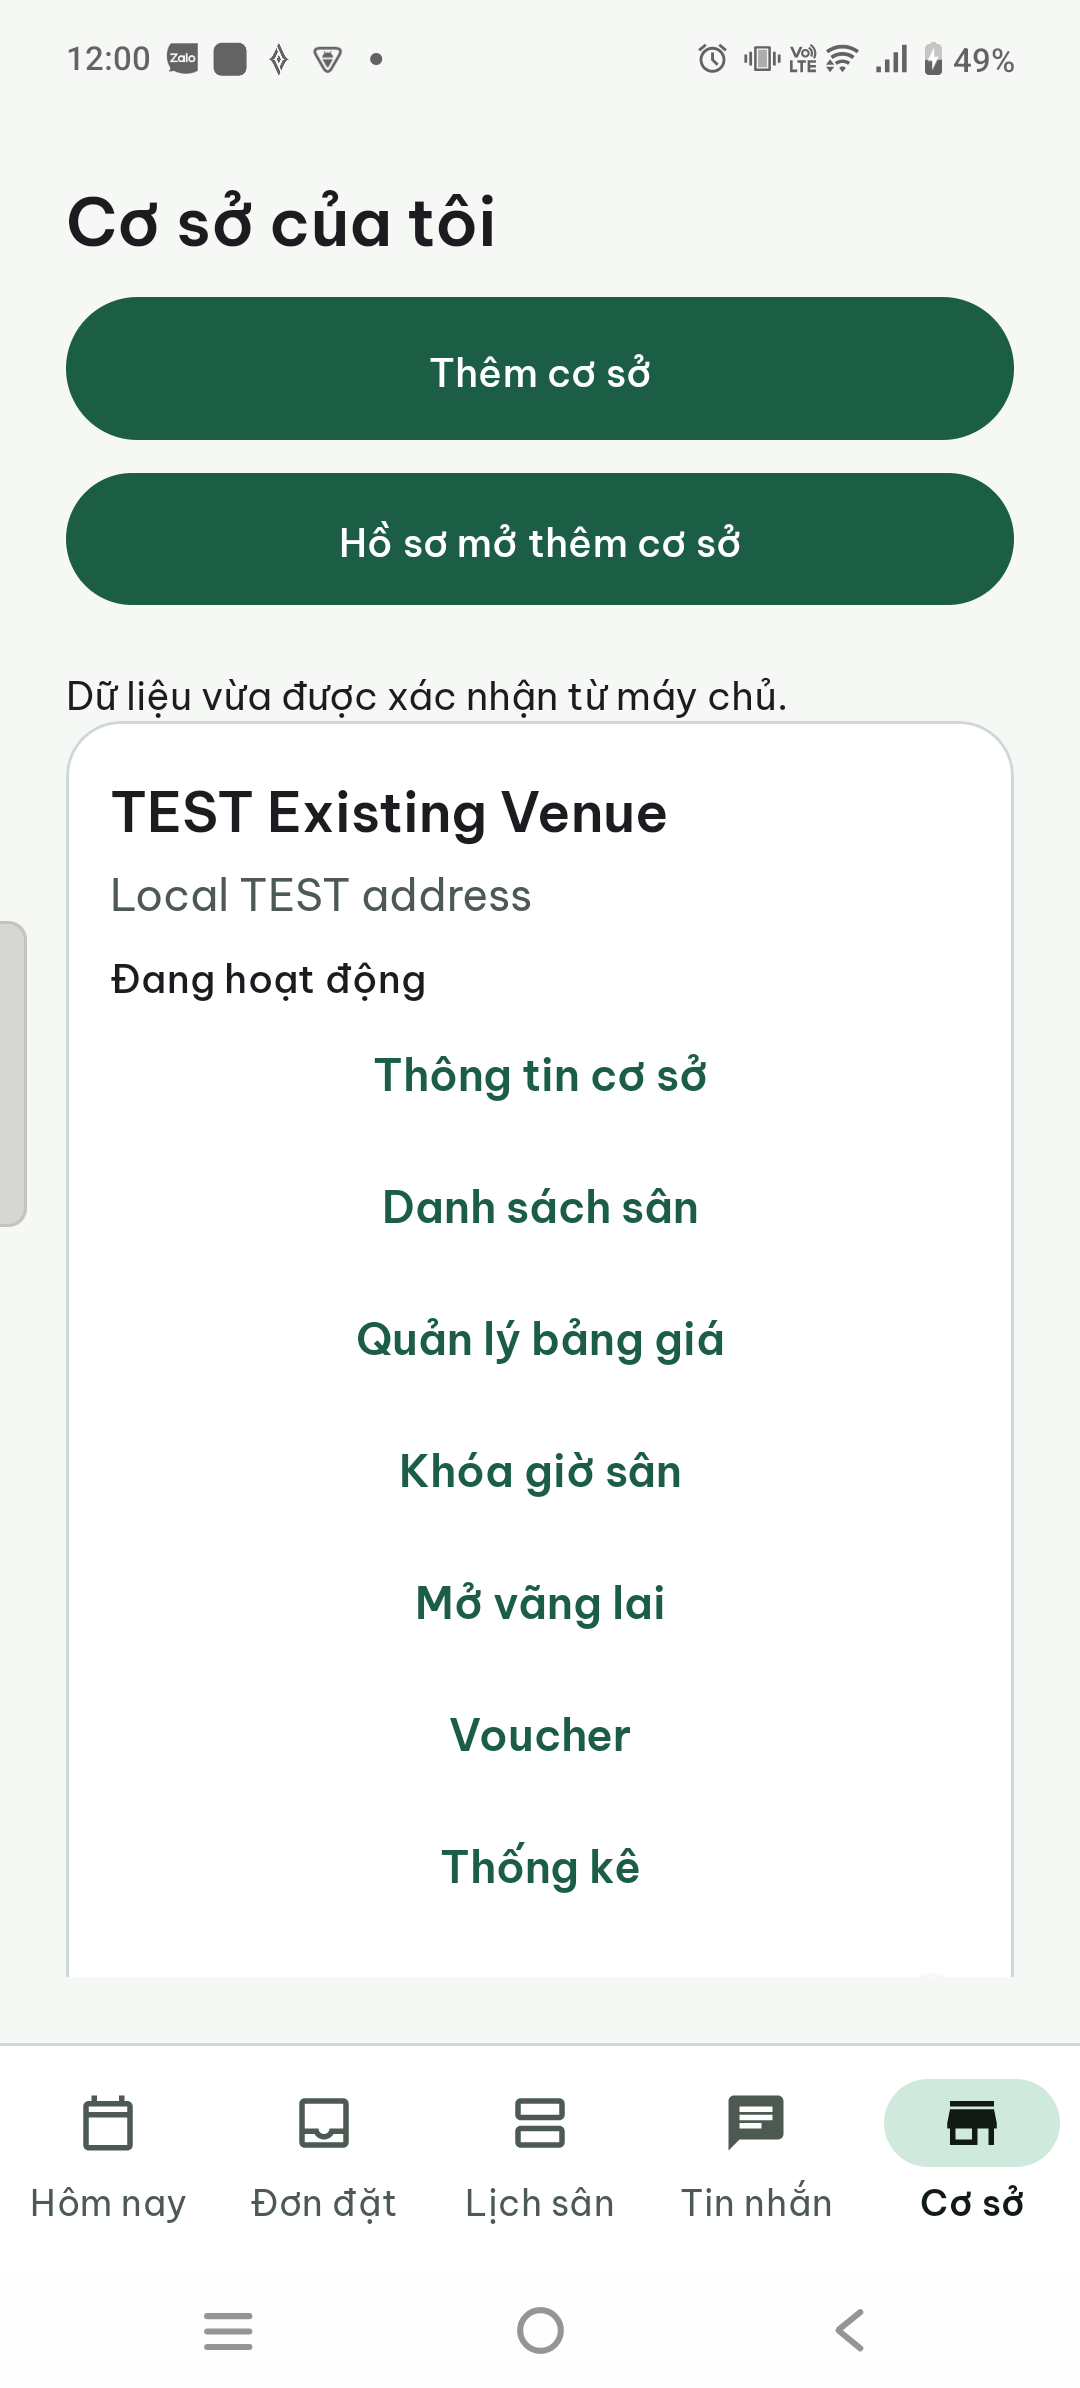 12:00 Zalo VoLTE 49%
Cơ sở của tôi
Thêm cơ sở
Hồ sơ mở thêm cơ sở
Dữ liệu vừa được xác nhận từ máy chủ.
TEST Existing Venue
Local TEST address
Đang hoạt động
Thông tin cơ sở
Danh sách sân
Quản lý bảng giá
Khóa giờ sân
Mở vãng lai
Voucher
Thống kê
Hôm nay Đơn đặt Lịch sân Tin nhắn Cơ sở